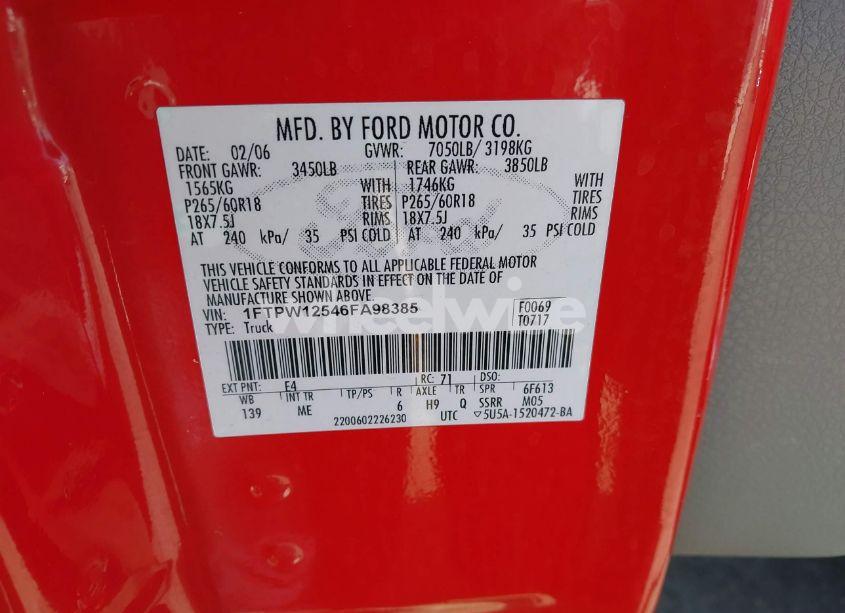 MFD. BY FORD MOTOR CO.
DATE: 02/06 GVWR: 7050LB/ 3198KG
FRONT GAWR: 3450LB REAR GAWR: 3850LB
1565KG WITH 1746KG WITH
P265/60R18 TIRES P265/60R18 TIRES
18X7.5J RIMS 18X7.5J RIMS
AT 240 kPa/ 35 PSI COLD AT 240 kPa/ 35 PSI COLD
Ford
THIS VEHICLE CONFORMS TO ALL APPLICABLE FEDERAL MOTOR
VEHICLE SAFETY STANDARDS IN EFFECT ON THE DATE OF
MANUFACTURE SHOWN ABOVE.
VIN: 1FTPW12546FA98385 F0069
TYPE: Truck T0717
wheelwire
EXT PNT: E4 RC: 71 DSO:
WB INT TR TP/PS R AXLE TR SPR 6F613
139 ME 6 H9 Q SSRR M05
2200602226230 UTC ▽5U5A-1520472-BA